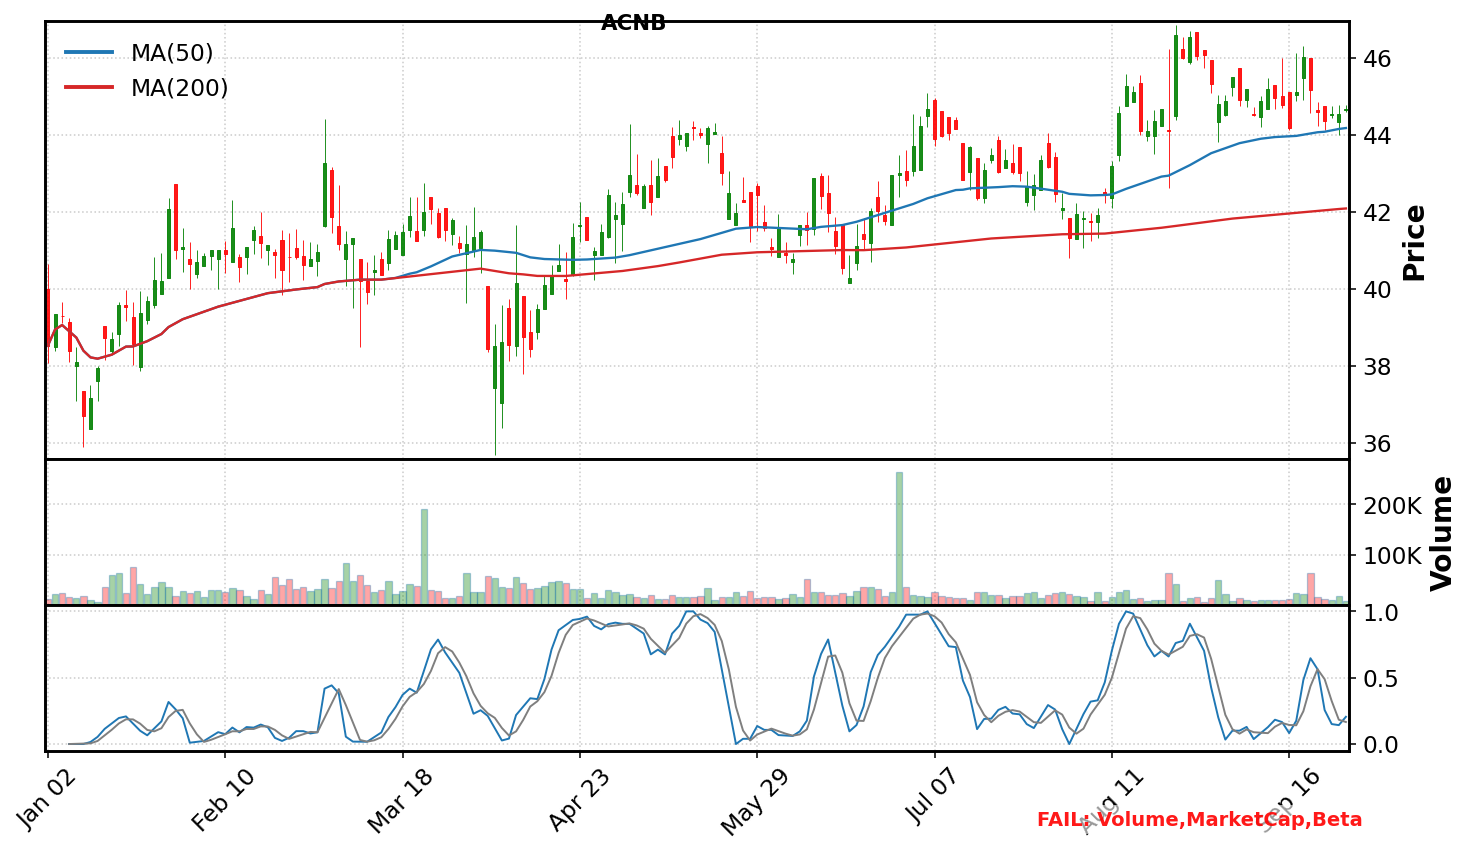 ACNB
MA(50)
MA(200)
46
44
42
40
38
36
Price
200K
100K
Volume
1.0
0.5
0.0
Jan 02
Feb 10
Mar 18
Apr 23
May 29
Jul 07
Aug 11
Sep 16
FAIL: Volume,MarketCap,Beta